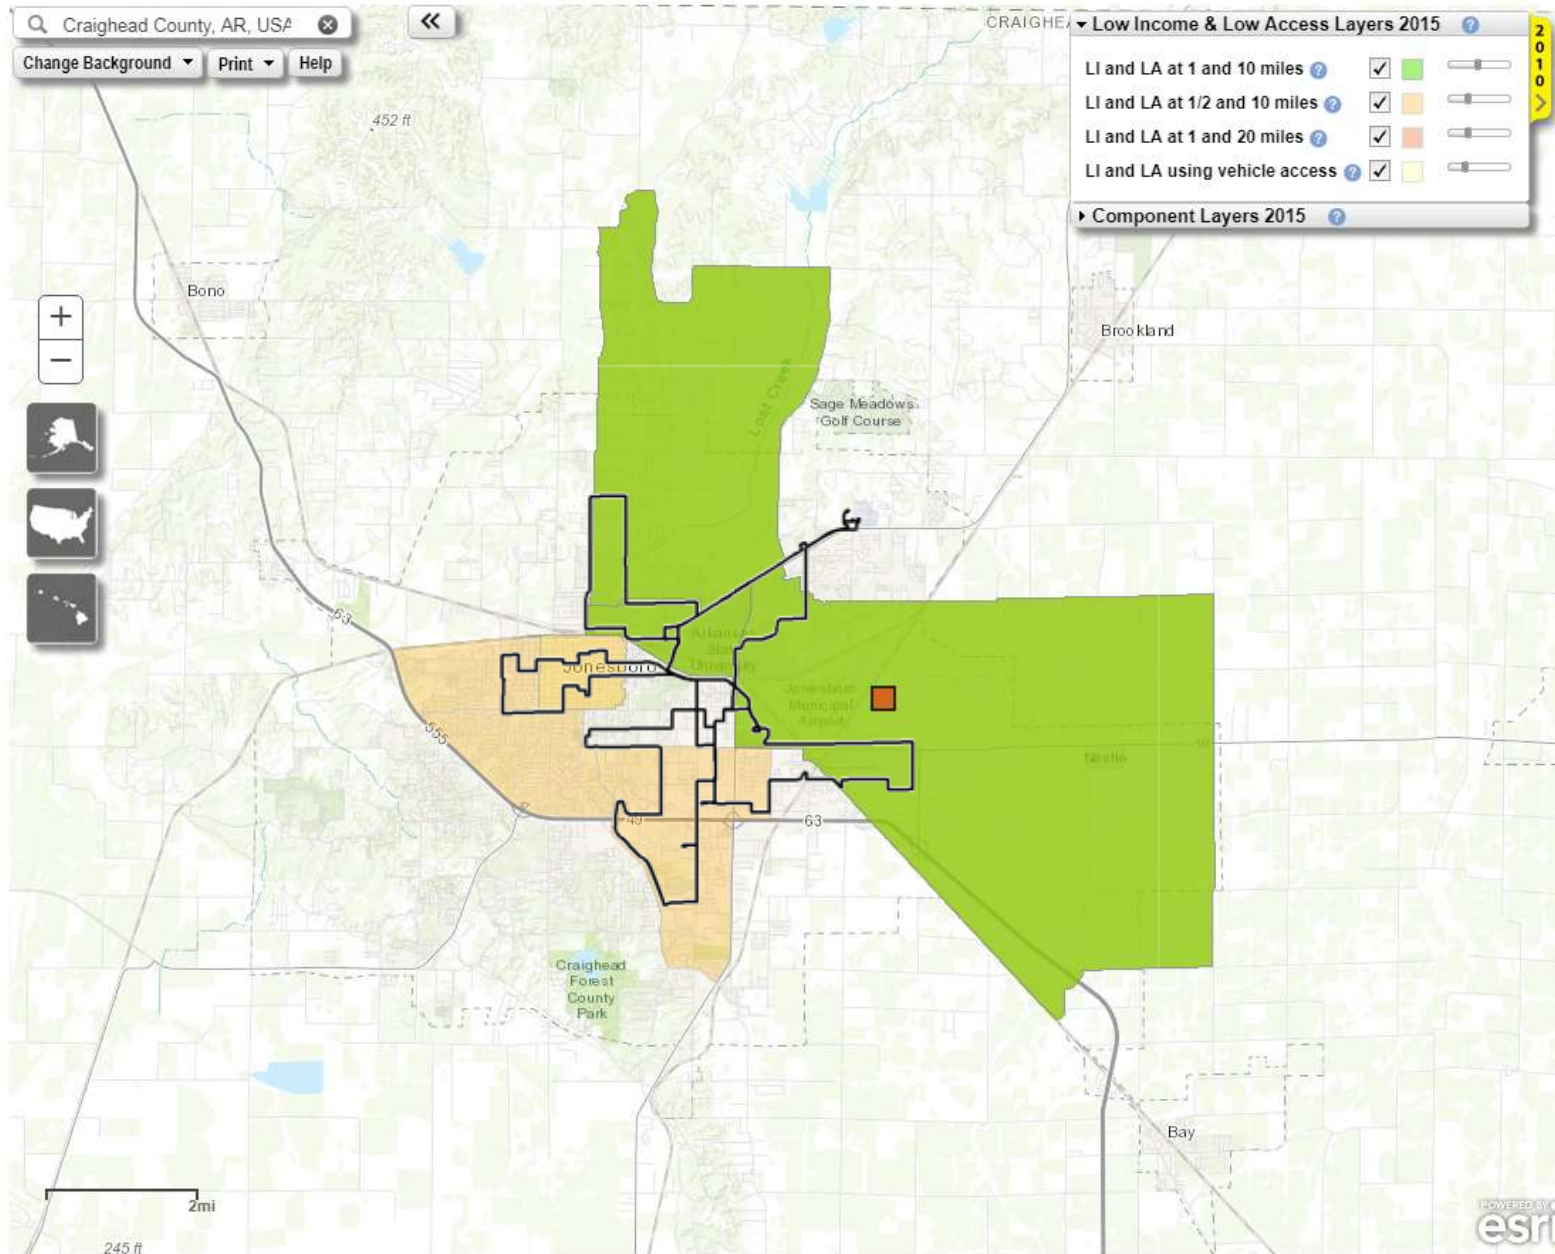 Craighead County, AR, USA
Change Background
Print
Help
Low Income & Low Access Layers 2015
LI and LA at 1 and 10 miles
LI and LA at 1/2 and 10 miles
LI and LA at 1 and 20 miles
LI and LA using vehicle access
Component Layers 2015
2010
CRAIGHEA
452 ft
Bono
Brookland
Lost Creek
Sage Meadows
Golf Course
63
Arkansas
State
University
Jonesboro
Jonesboro
Municipal
Airport
555
18
Nettle
49
63
Craighead
Forest
County
Park
Bay
2mi
245 ft
POWERED BY
esri